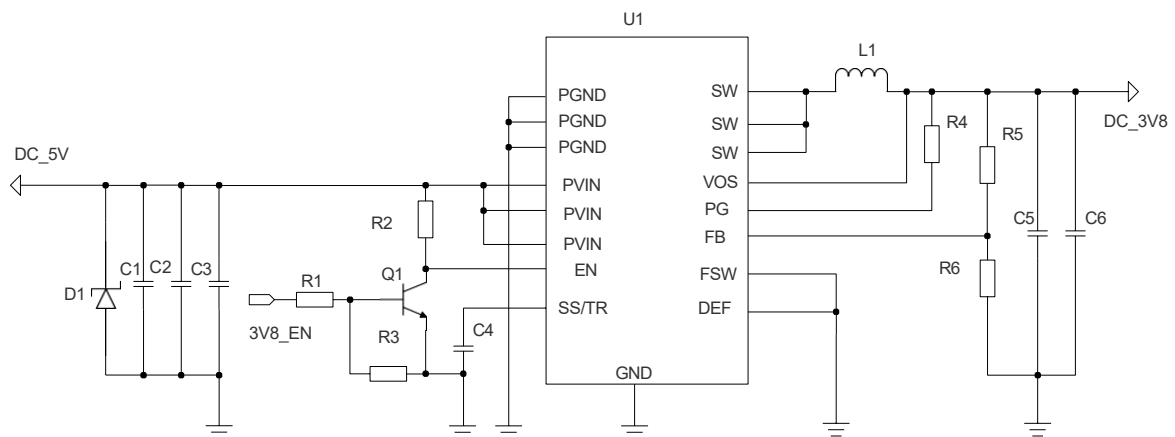 U1
L1
PGND
PGND
PGND
PVIN
PVIN
PVIN
EN
SS/TR
GND
SW
SW
SW
VOS
PG
FB
FSW
DEF
DC_5V
D1
C1
C2
C3
3V8_EN
R1
R2
R3
Q1
C4
R4
R5
R6
C5
C6
DC_3V8